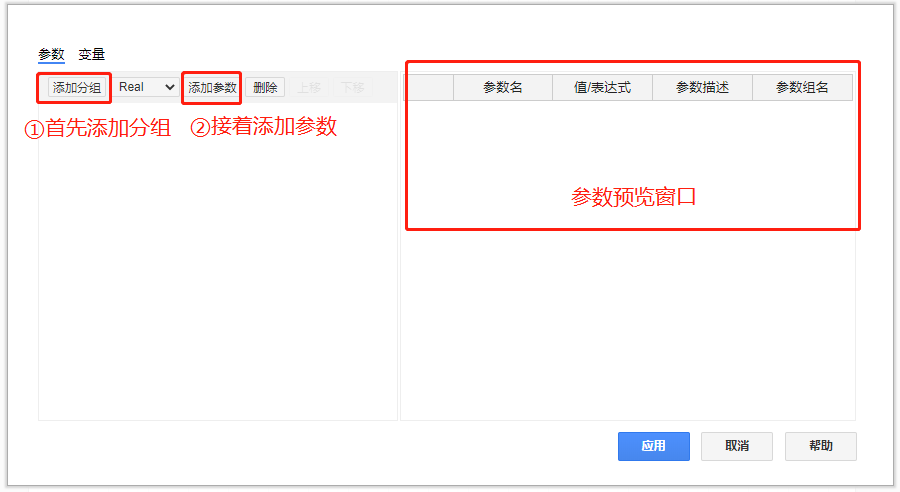 参数 变量
添加分组 Real 添加参数 删除 上移 下移
参数名 值/表达式 参数描述 参数组名
①首先添加分组 ②接着添加参数
参数预览窗口
应用 取消 帮助